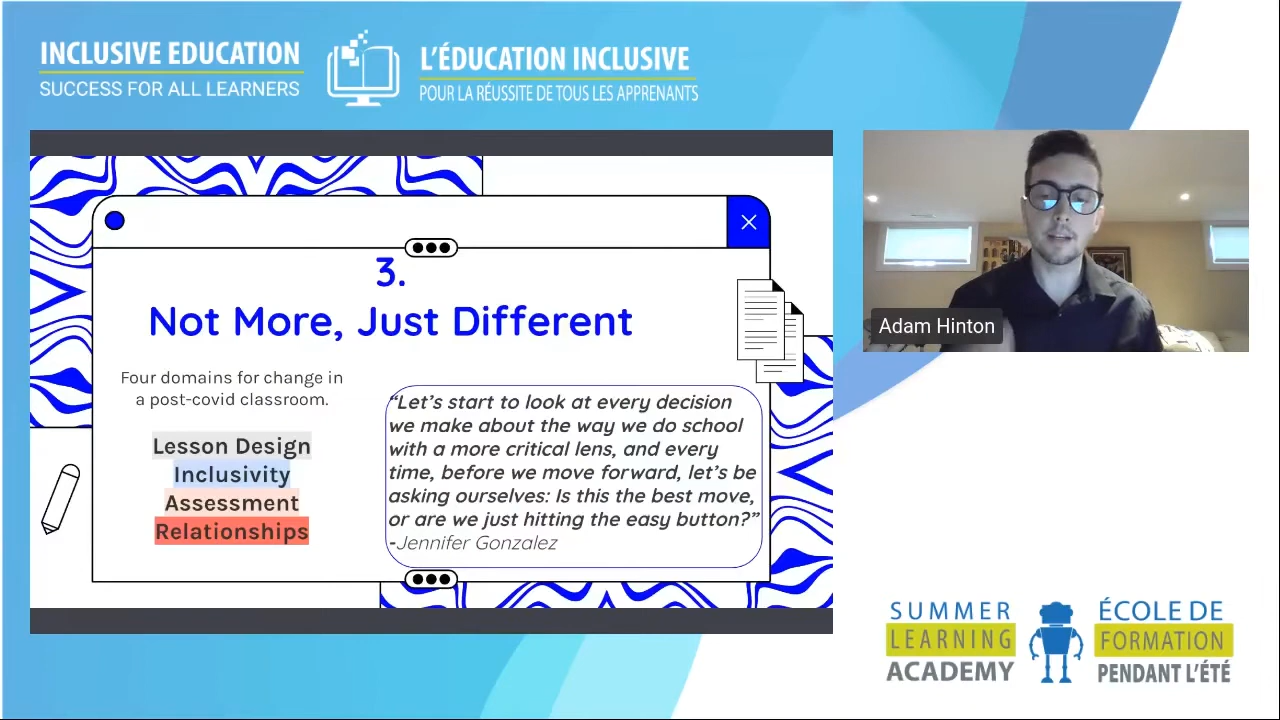 INCLUSIVE EDUCATION
SUCCESS FOR ALL LEARNERS
L'ÉDUCATION INCLUSIVE
POUR LA RÉUSSITE DE TOUS LES APPRENANTS
3.
Not More, Just Different
Four domains for change in
a post-covid classroom.
Lesson Design
Inclusivity
Assessment
Relationships
“Let’s start to look at every decision
we make about the way we do school
with a more critical lens, and every
time, before we move forward, let’s be
asking ourselves: Is this the best move,
or are we just hitting the easy button?”
-Jennifer Gonzalez
Adam Hinton
SUMMER
LEARNING
ACADEMY
ÉCOLE DE
FORMATION
PENDANT L'ÉTÉ